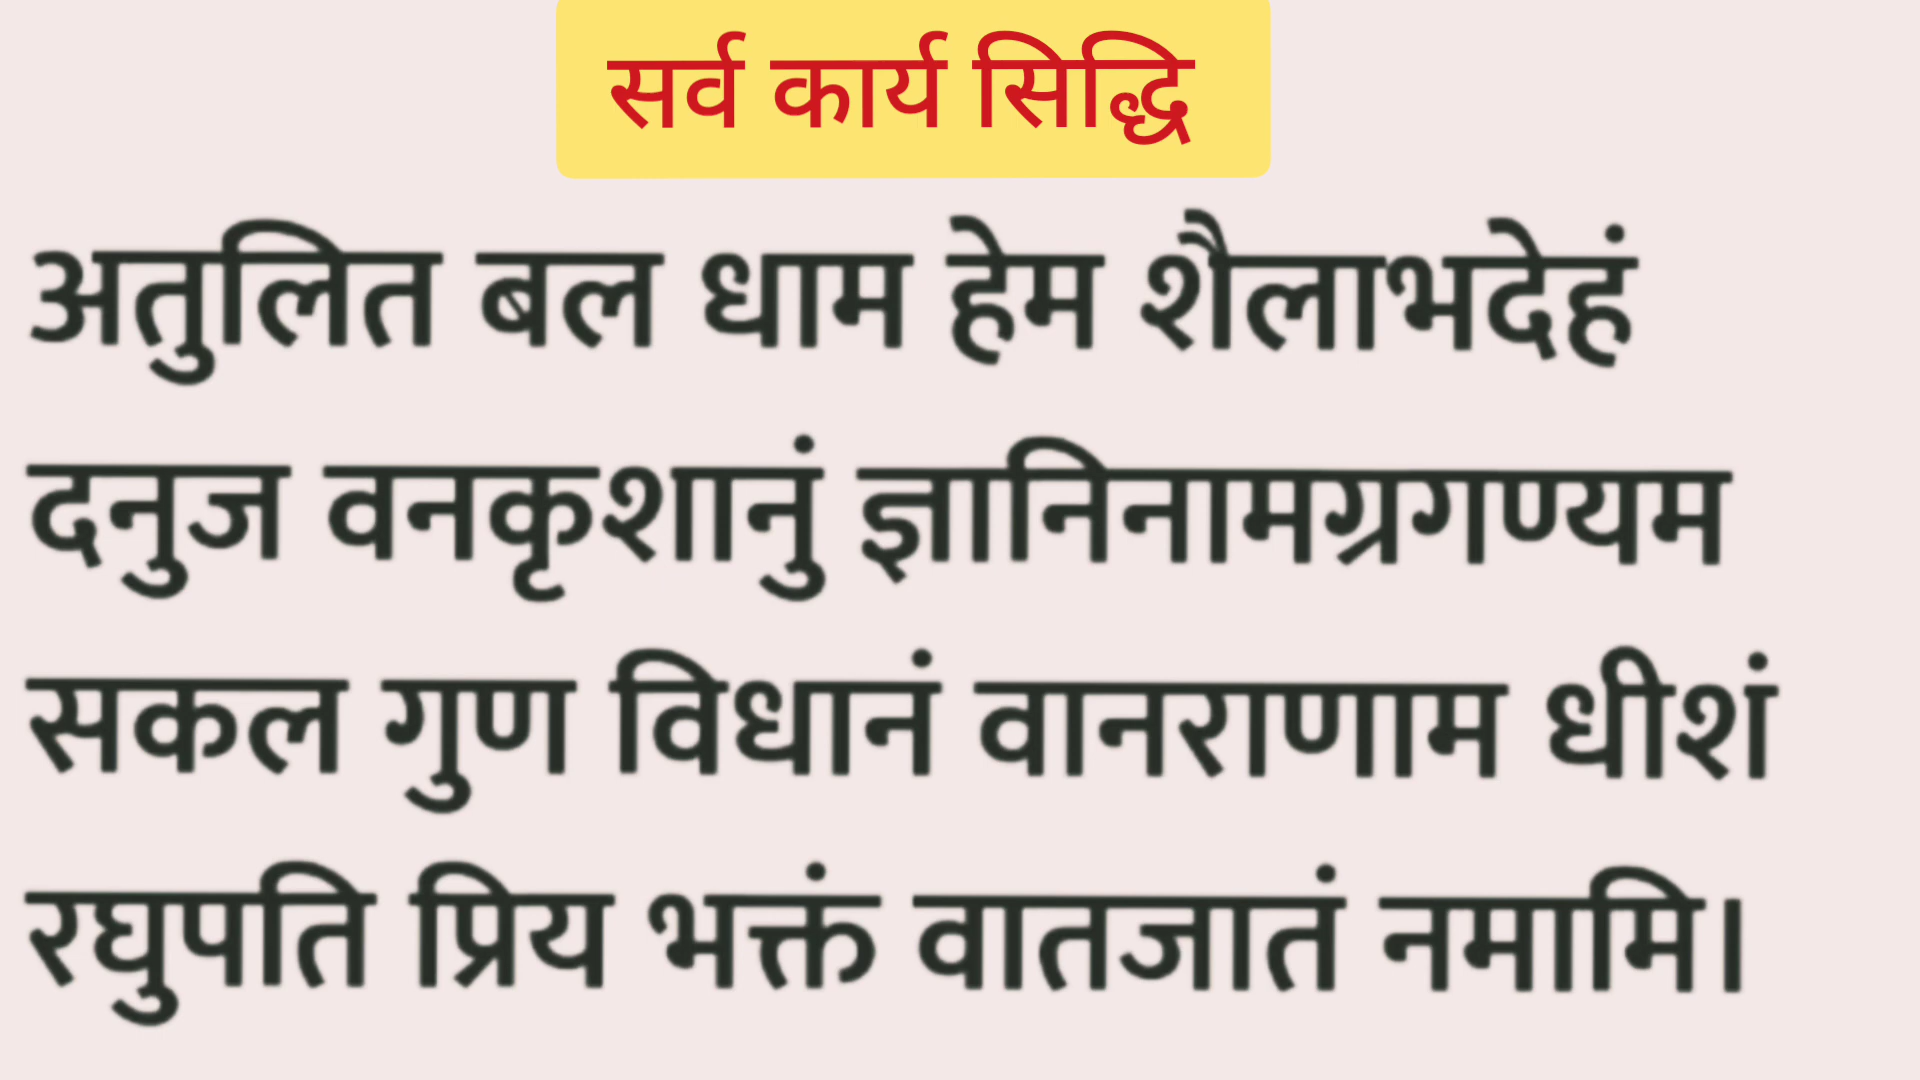 सर्व कार्य सिद्धि
अतुलित बल धाम हेम शैलाभदेहं
दनुज वनकृशानुं ज्ञानिनामग्रगण्यम
सकल गुण विधानं वानराणाम धीशं
रघुपति प्रिय भक्तं वातजातं नमामि।